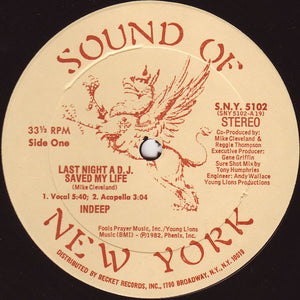 SOUND OF
NEW YORK
33⅓ RPM
Side One
S.N.Y. 5102
(SNY 5102-A19)
STEREO
Co-Produced by:
Mike Cleveland &
Reggie Thompson
Executive Producer:
Gene Griffin
Sure Shot Mix by
Tony Humphries
Engineer: Andy Wallace
Young Lions Productions
LAST NIGHT A D.J.
SAVED MY LIFE
(Mike Cleveland)
1. Vocal 5:40; 2. Acapella 3:04
INDEEP
Fools Prayer Music, Inc./Young Lions
Music (BMI) - ℗1982, Phenix, Inc.
DISTRIBUTED BY BECKET RECORDS, INC., 1790 BROADWAY, N.Y., N.Y. 10019